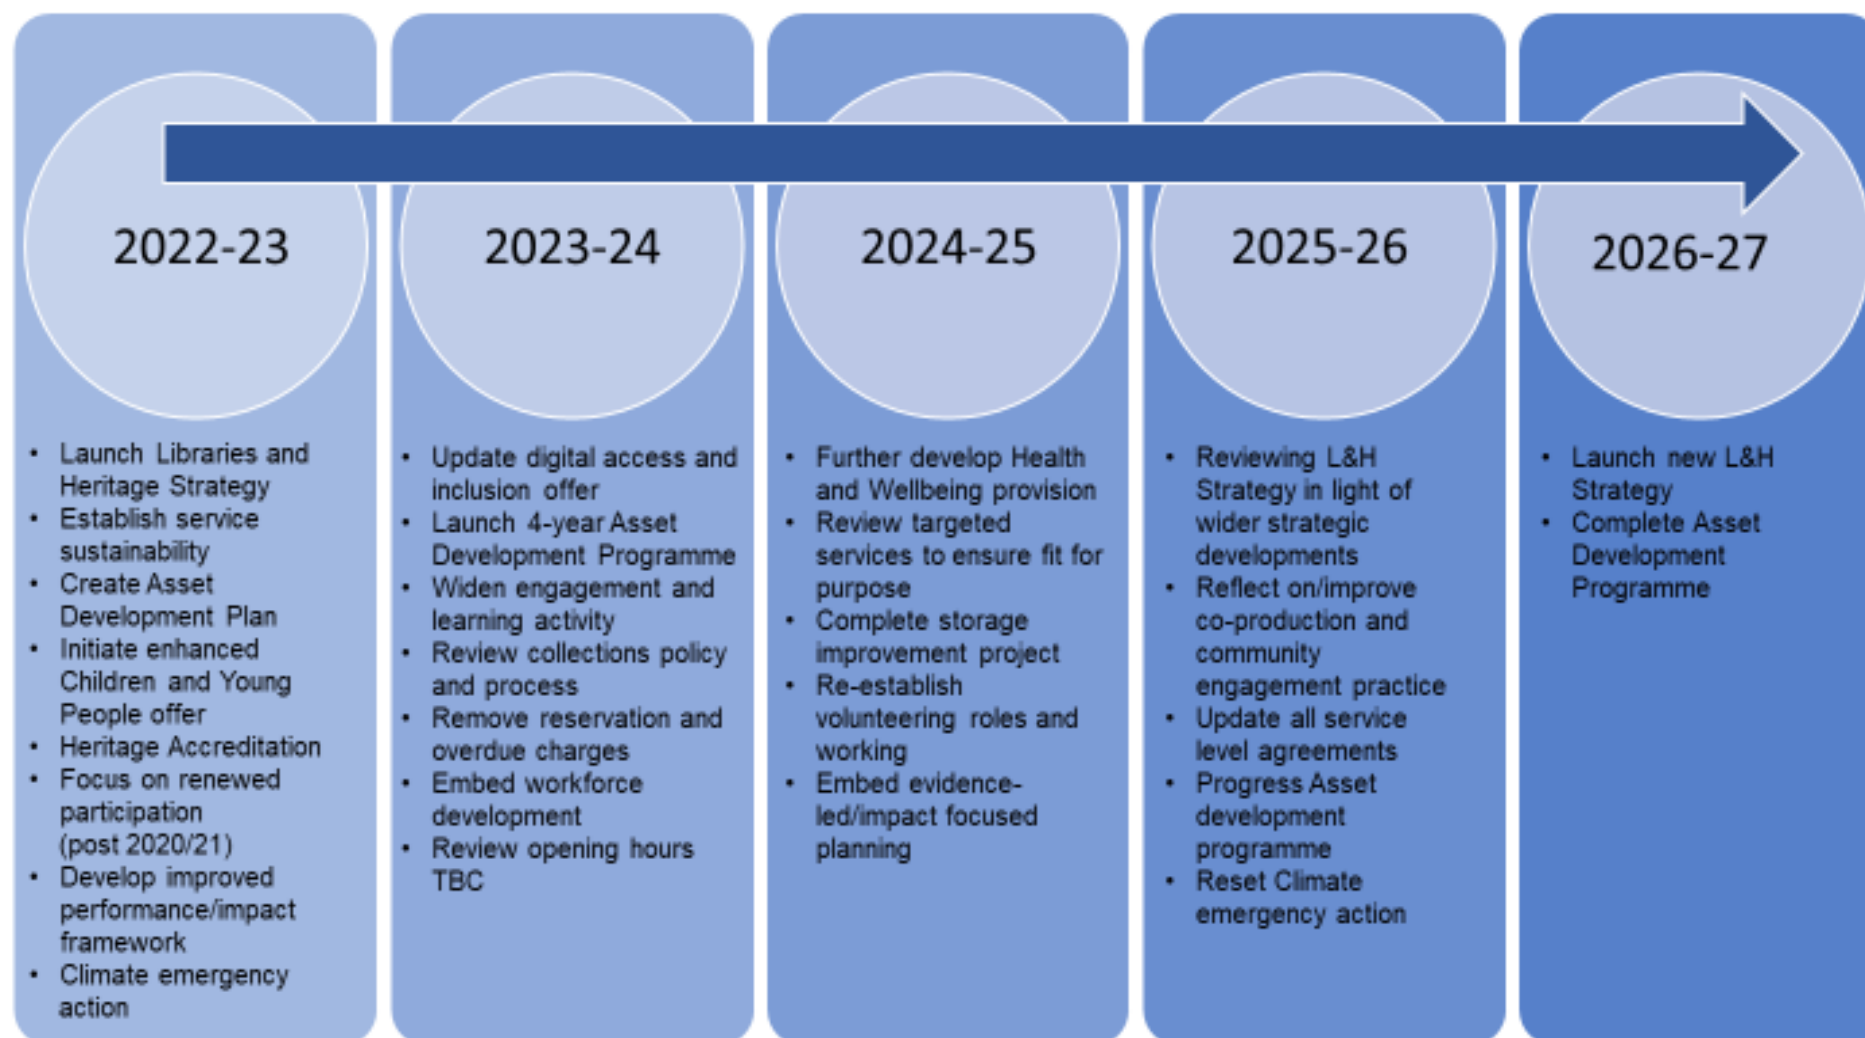 2022-23
• Launch Libraries and
Heritage Strategy
• Establish service
sustainability
• Create Asset
Development Plan
• Initiate enhanced
Children and Young
People offer
• Heritage Accreditation
• Focus on renewed
participation
(post 2020/21)
• Develop improved
performance/impact
framework
• Climate emergency
action
2023-24
• Update digital access and
inclusion offer
• Launch 4-year Asset
Development Programme
• Widen engagement and
learning activity
• Review collections policy
and process
• Remove reservation and
overdue charges
• Embed workforce
development
• Review opening hours
TBC
2024-25
• Further develop Health
and Wellbeing provision
• Review targeted
services to ensure fit for
purpose
• Complete storage
improvement project
• Re-establish
volunteering roles and
working
• Embed evidence-
led/impact focused
planning
2025-26
• Reviewing L&H
Strategy in light of
wider strategic
developments
• Reflect on/improve
co-production and
community
engagement practice
• Update all service
level agreements
• Progress Asset
development
programme
• Reset Climate
emergency action
2026-27
• Launch new L&H
Strategy
• Complete Asset
Development
Programme